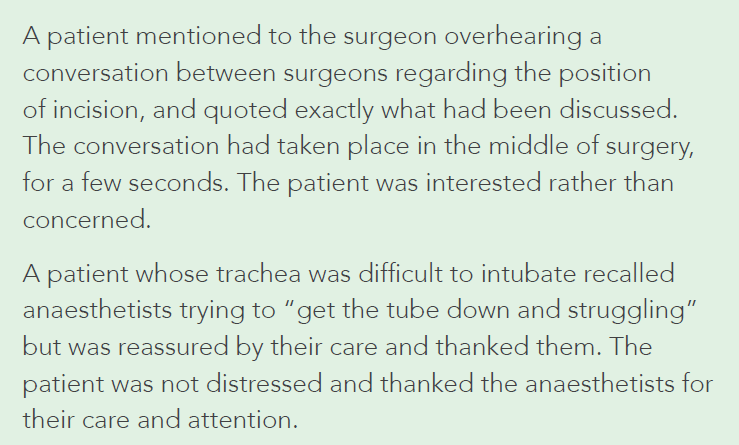 A patient mentioned to the surgeon overhearing a
conversation between surgeons regarding the position
of incision, and quoted exactly what had been discussed.
The conversation had taken place in the middle of surgery,
for a few seconds. The patient was interested rather than
concerned.
A patient whose trachea was difficult to intubate recalled
anaesthetists trying to “get the tube down and struggling”
but was reassured by their care and thanked them. The
patient was not distressed and thanked the anaesthetists for
their care and attention.